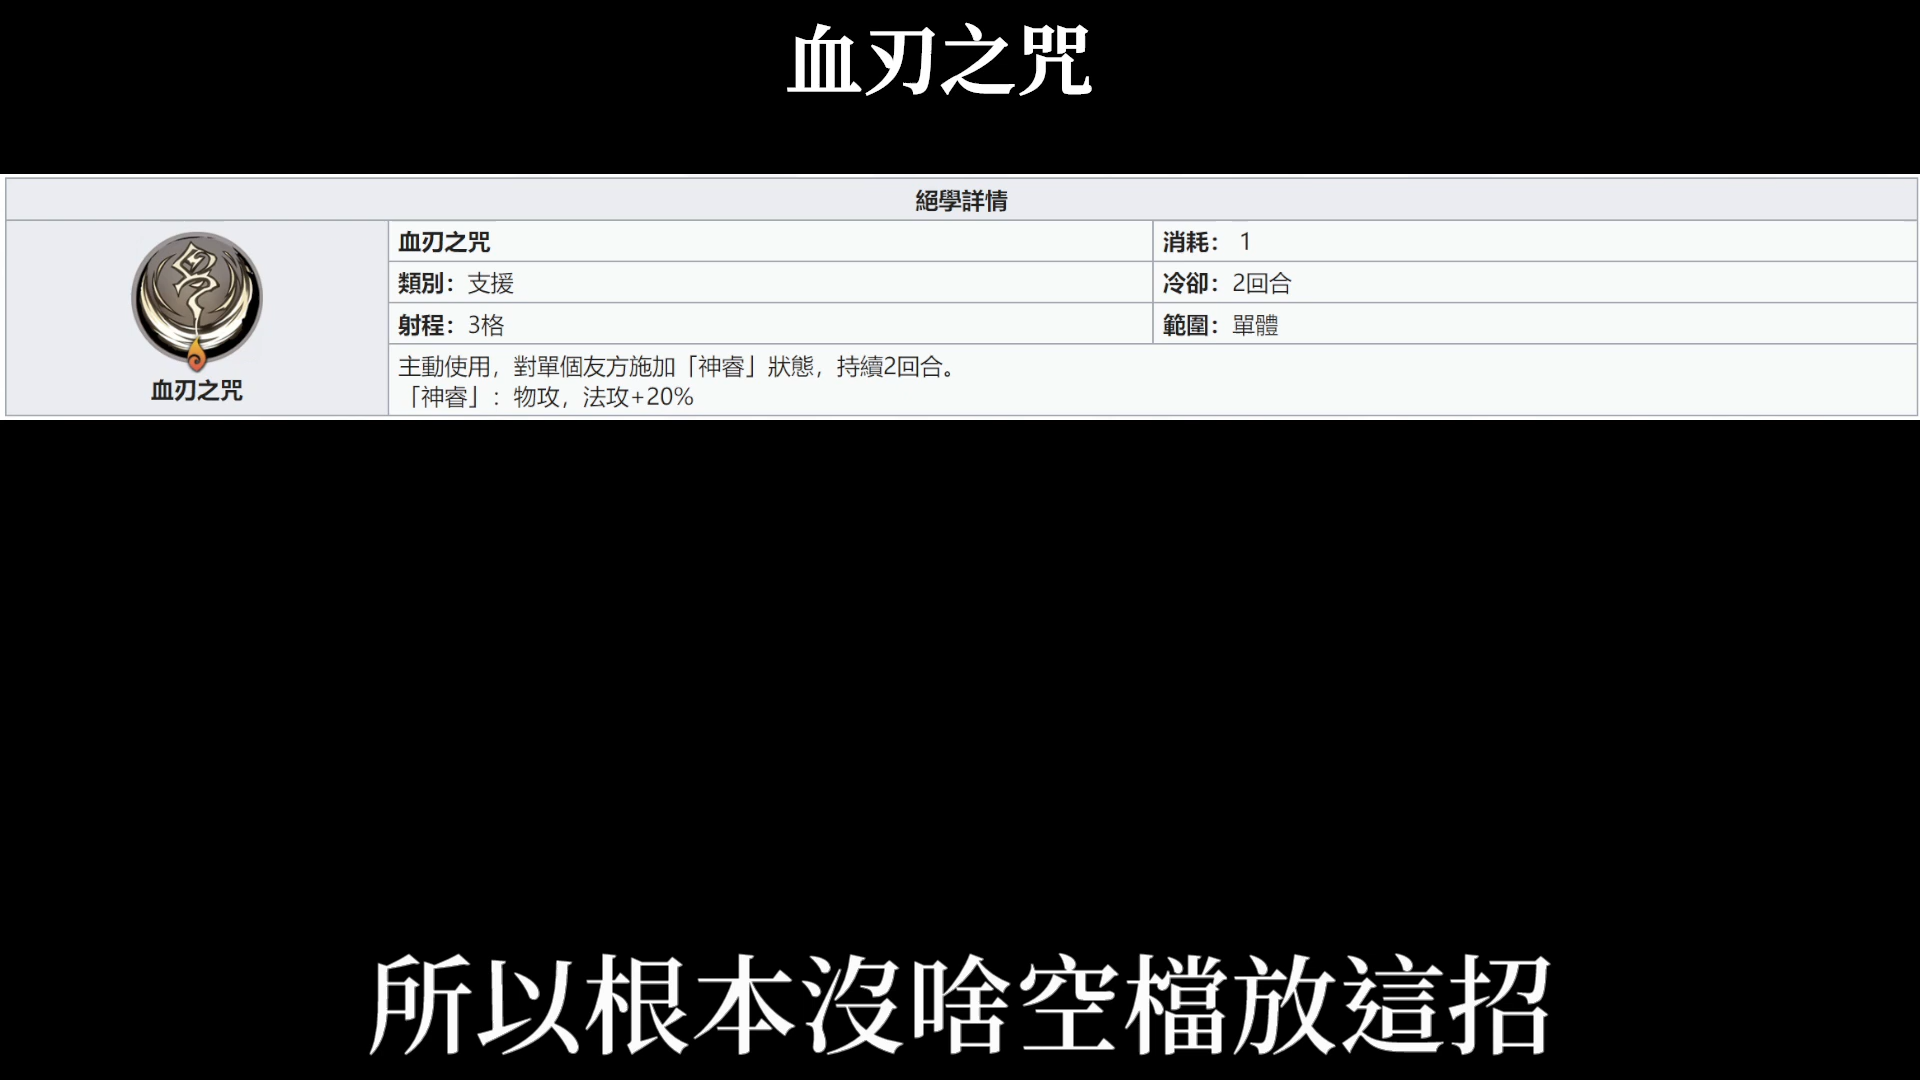 血刃之咒
絕學詳情
血刃之咒
血刃之咒
消耗： 1
類別：支援
冷卻：2回合
射程：3格
範圍：單體
主動使用，對單個友方施加「神睿」狀態，持續2回合。
「神睿」：物攻，法攻+20%
所以根本沒啥空檔放這招